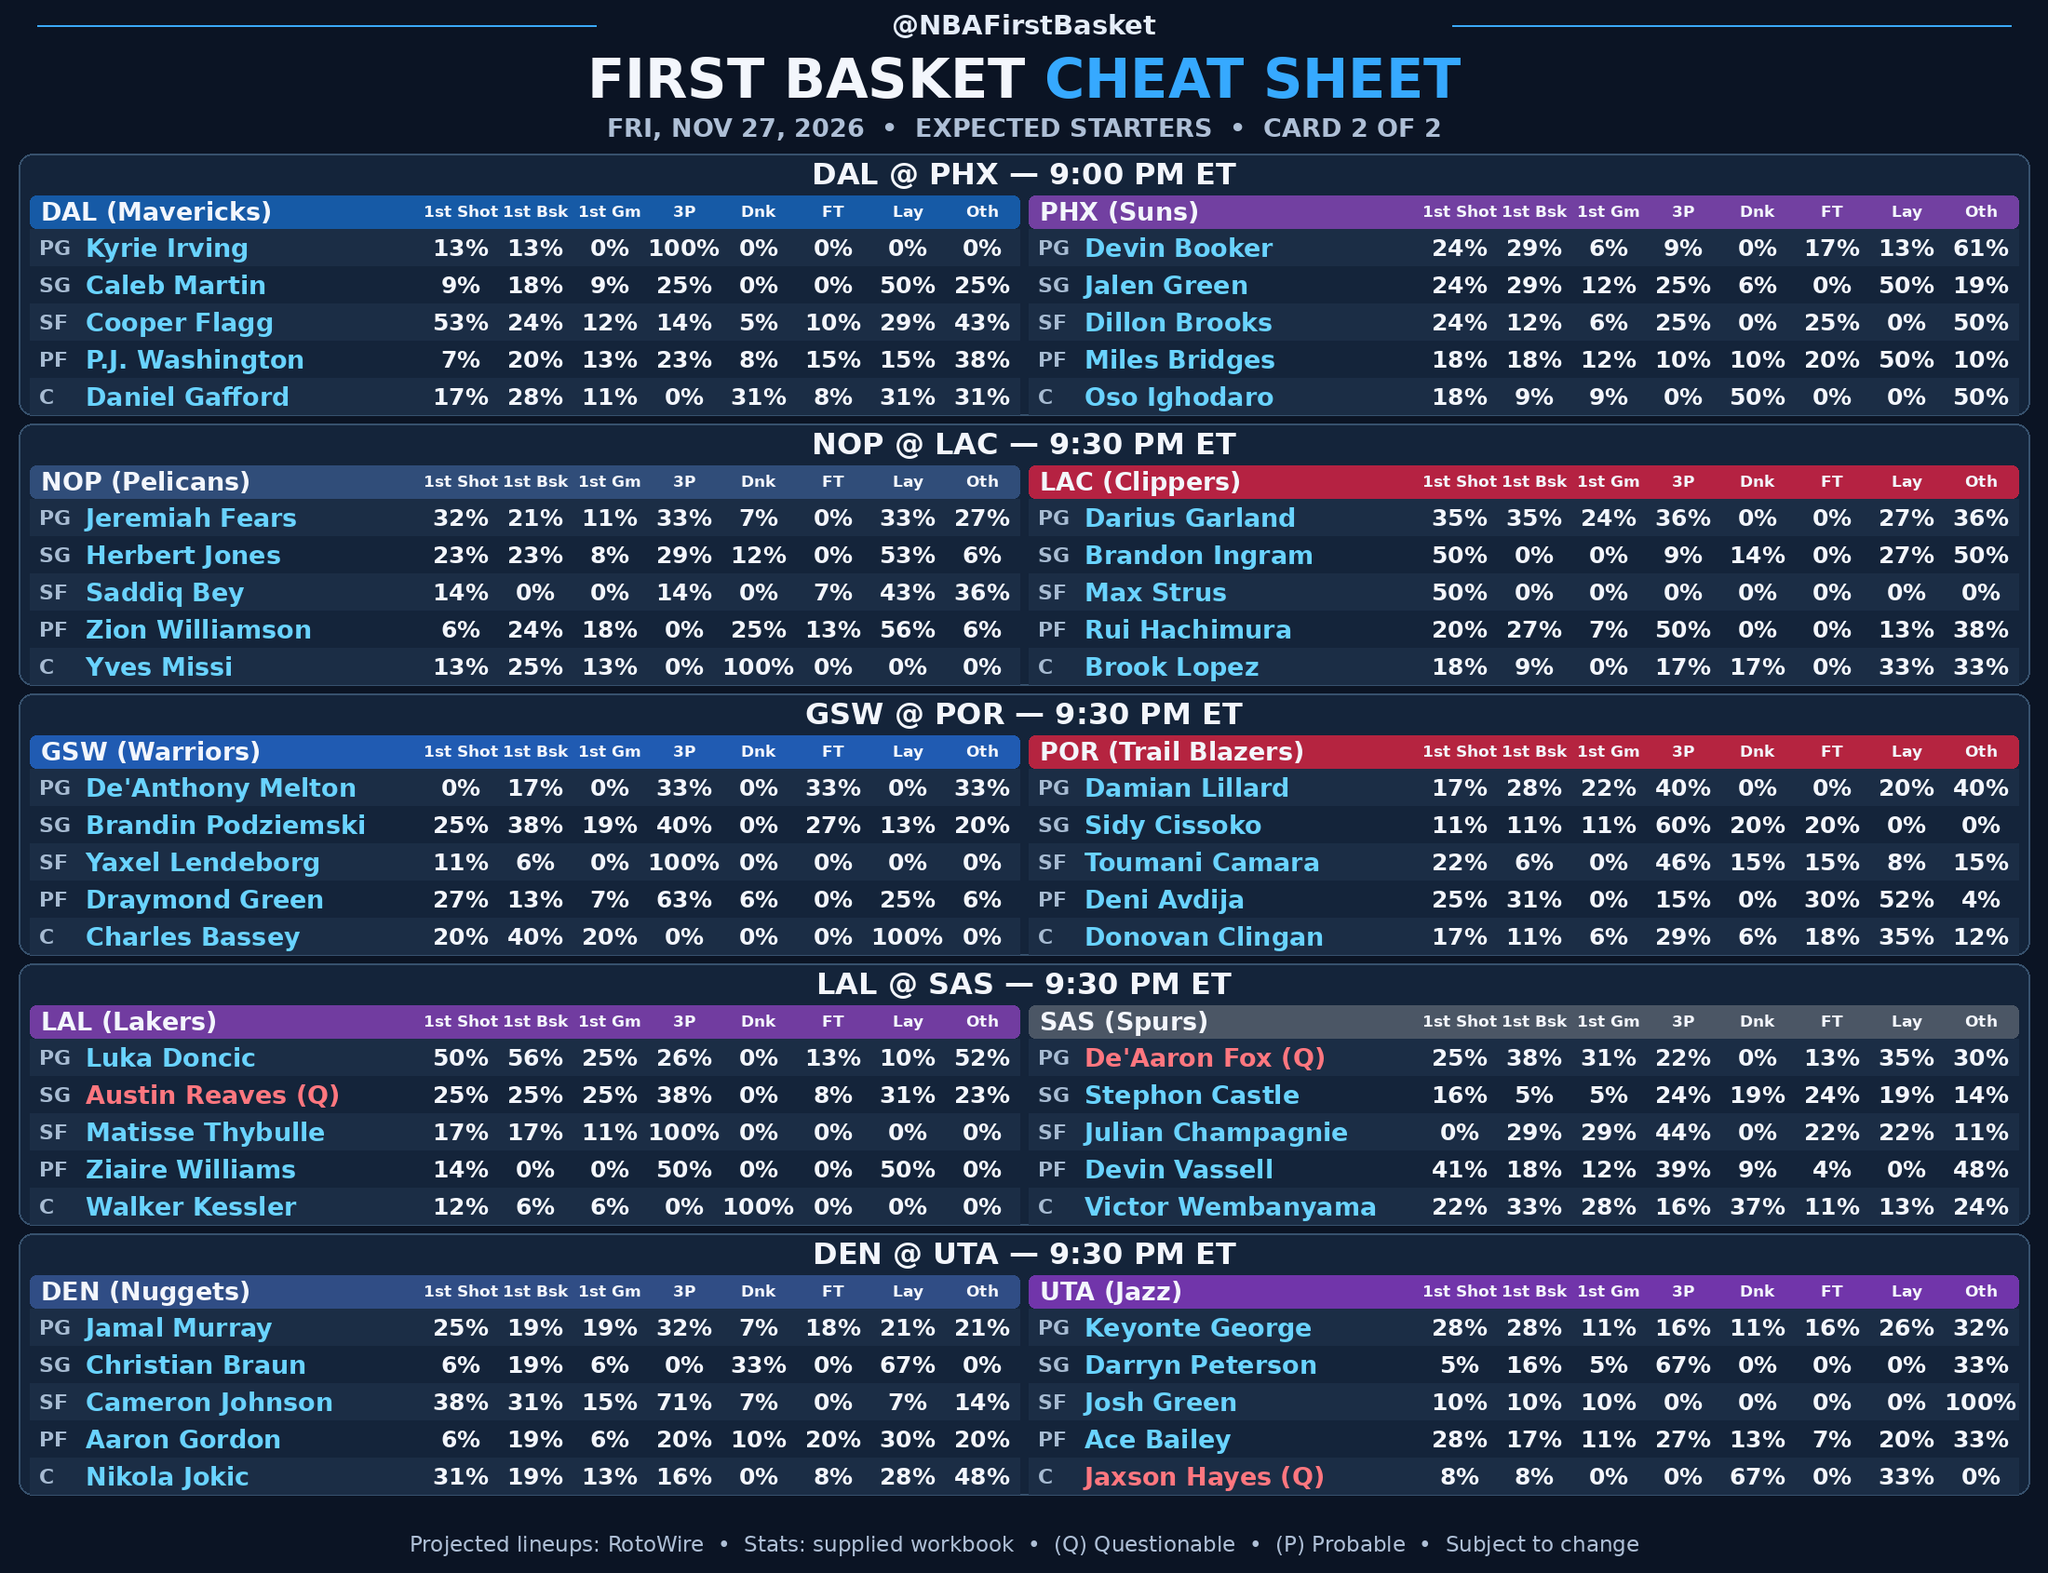 @NBAFirstBasket
FIRST BASKET CHEAT SHEET
FRI, NOV 27, 2026 • EXPECTED STARTERS • CARD 2 OF 2
DAL @ PHX — 9:00 PM ET
DAL (Mavericks) 1st Shot 1st Bsk 1st Gm 3P Dnk FT Lay Oth
PG Kyrie Irving 13% 13% 0% 100% 0% 0% 0% 0%
SG Caleb Martin 9% 18% 9% 25% 0% 0% 50% 25%
SF Cooper Flagg 53% 24% 12% 14% 5% 10% 29% 43%
PF P.J. Washington 7% 20% 13% 23% 8% 15% 15% 38%
C Daniel Gafford 17% 28% 11% 0% 31% 8% 31% 31%
PHX (Suns) 1st Shot 1st Bsk 1st Gm 3P Dnk FT Lay Oth
PG Devin Booker 24% 29% 6% 9% 0% 17% 13% 61%
SG Jalen Green 24% 29% 12% 25% 6% 0% 50% 19%
SF Dillon Brooks 24% 12% 6% 25% 0% 25% 0% 50%
PF Miles Bridges 18% 18% 12% 10% 10% 20% 50% 10%
C Oso Ighodaro 18% 9% 9% 0% 50% 0% 0% 50%
NOP @ LAC — 9:30 PM ET
NOP (Pelicans) 1st Shot 1st Bsk 1st Gm 3P Dnk FT Lay Oth
PG Jeremiah Fears 32% 21% 11% 33% 7% 0% 33% 27%
SG Herbert Jones 23% 23% 8% 29% 12% 0% 53% 6%
SF Saddiq Bey 14% 0% 0% 14% 0% 7% 43% 36%
PF Zion Williamson 6% 24% 18% 0% 25% 13% 56% 6%
C Yves Missi 13% 25% 13% 0% 100% 0% 0% 0%
LAC (Clippers) 1st Shot 1st Bsk 1st Gm 3P Dnk FT Lay Oth
PG Darius Garland 35% 35% 24% 36% 0% 0% 27% 36%
SG Brandon Ingram 50% 0% 0% 9% 14% 0% 27% 50%
SF Max Strus 50% 0% 0% 0% 0% 0% 0% 0%
PF Rui Hachimura 20% 27% 7% 50% 0% 0% 13% 38%
C Brook Lopez 18% 9% 0% 17% 17% 0% 33% 33%
GSW @ POR — 9:30 PM ET
GSW (Warriors) 1st Shot 1st Bsk 1st Gm 3P Dnk FT Lay Oth
PG De'Anthony Melton 0% 17% 0% 33% 0% 33% 0% 33%
SG Brandin Podziemski 25% 38% 19% 40% 0% 27% 13% 20%
SF Yaxel Lendeborg 11% 6% 0% 100% 0% 0% 0% 0%
PF Draymond Green 27% 13% 7% 63% 6% 0% 25% 6%
C Charles Bassey 20% 40% 20% 0% 0% 0% 100% 0%
POR (Trail Blazers) 1st Shot 1st Bsk 1st Gm 3P Dnk FT Lay Oth
PG Damian Lillard 17% 28% 22% 40% 0% 0% 20% 40%
SG Sidy Cissoko 11% 11% 11% 60% 20% 20% 0% 0%
SF Toumani Camara 22% 6% 0% 46% 15% 15% 8% 15%
PF Deni Avdija 25% 31% 0% 15% 0% 30% 52% 4%
C Donovan Clingan 17% 11% 6% 29% 6% 18% 35% 12%
LAL @ SAS — 9:30 PM ET
LAL (Lakers) 1st Shot 1st Bsk 1st Gm 3P Dnk FT Lay Oth
PG Luka Doncic 50% 56% 25% 26% 0% 13% 10% 52%
SG Austin Reaves (Q) 25% 25% 25% 38% 0% 8% 31% 23%
SF Matisse Thybulle 17% 17% 11% 100% 0% 0% 0% 0%
PF Ziaire Williams 14% 0% 0% 50% 0% 0% 50% 0%
C Walker Kessler 12% 6% 6% 0% 100% 0% 0% 0%
SAS (Spurs) 1st Shot 1st Bsk 1st Gm 3P Dnk FT Lay Oth
PG De'Aaron Fox (Q) 25% 38% 31% 22% 0% 13% 35% 30%
SG Stephon Castle 16% 5% 5% 24% 19% 24% 19% 14%
SF Julian Champagnie 0% 29% 29% 44% 0% 22% 22% 11%
PF Devin Vassell 41% 18% 12% 39% 9% 4% 0% 48%
C Victor Wembanyama 22% 33% 28% 16% 37% 11% 13% 24%
DEN @ UTA — 9:30 PM ET
DEN (Nuggets) 1st Shot 1st Bsk 1st Gm 3P Dnk FT Lay Oth
PG Jamal Murray 25% 19% 19% 32% 7% 18% 21% 21%
SG Christian Braun 6% 19% 6% 0% 33% 0% 67% 0%
SF Cameron Johnson 38% 31% 15% 71% 7% 0% 7% 14%
PF Aaron Gordon 6% 19% 6% 20% 10% 20% 30% 20%
C Nikola Jokic 31% 19% 13% 16% 0% 8% 28% 48%
UTA (Jazz) 1st Shot 1st Bsk 1st Gm 3P Dnk FT Lay Oth
PG Keyonte George 28% 28% 11% 16% 11% 16% 26% 32%
SG Darryn Peterson 5% 16% 5% 67% 0% 0% 0% 33%
SF Josh Green 10% 10% 10% 0% 0% 0% 0% 100%
PF Ace Bailey 28% 17% 11% 27% 13% 7% 20% 33%
C Jaxson Hayes (Q) 8% 8% 0% 0% 67% 0% 33% 0%
Projected lineups: RotoWire • Stats: supplied workbook • (Q) Questionable • (P) Probable • Subject to change